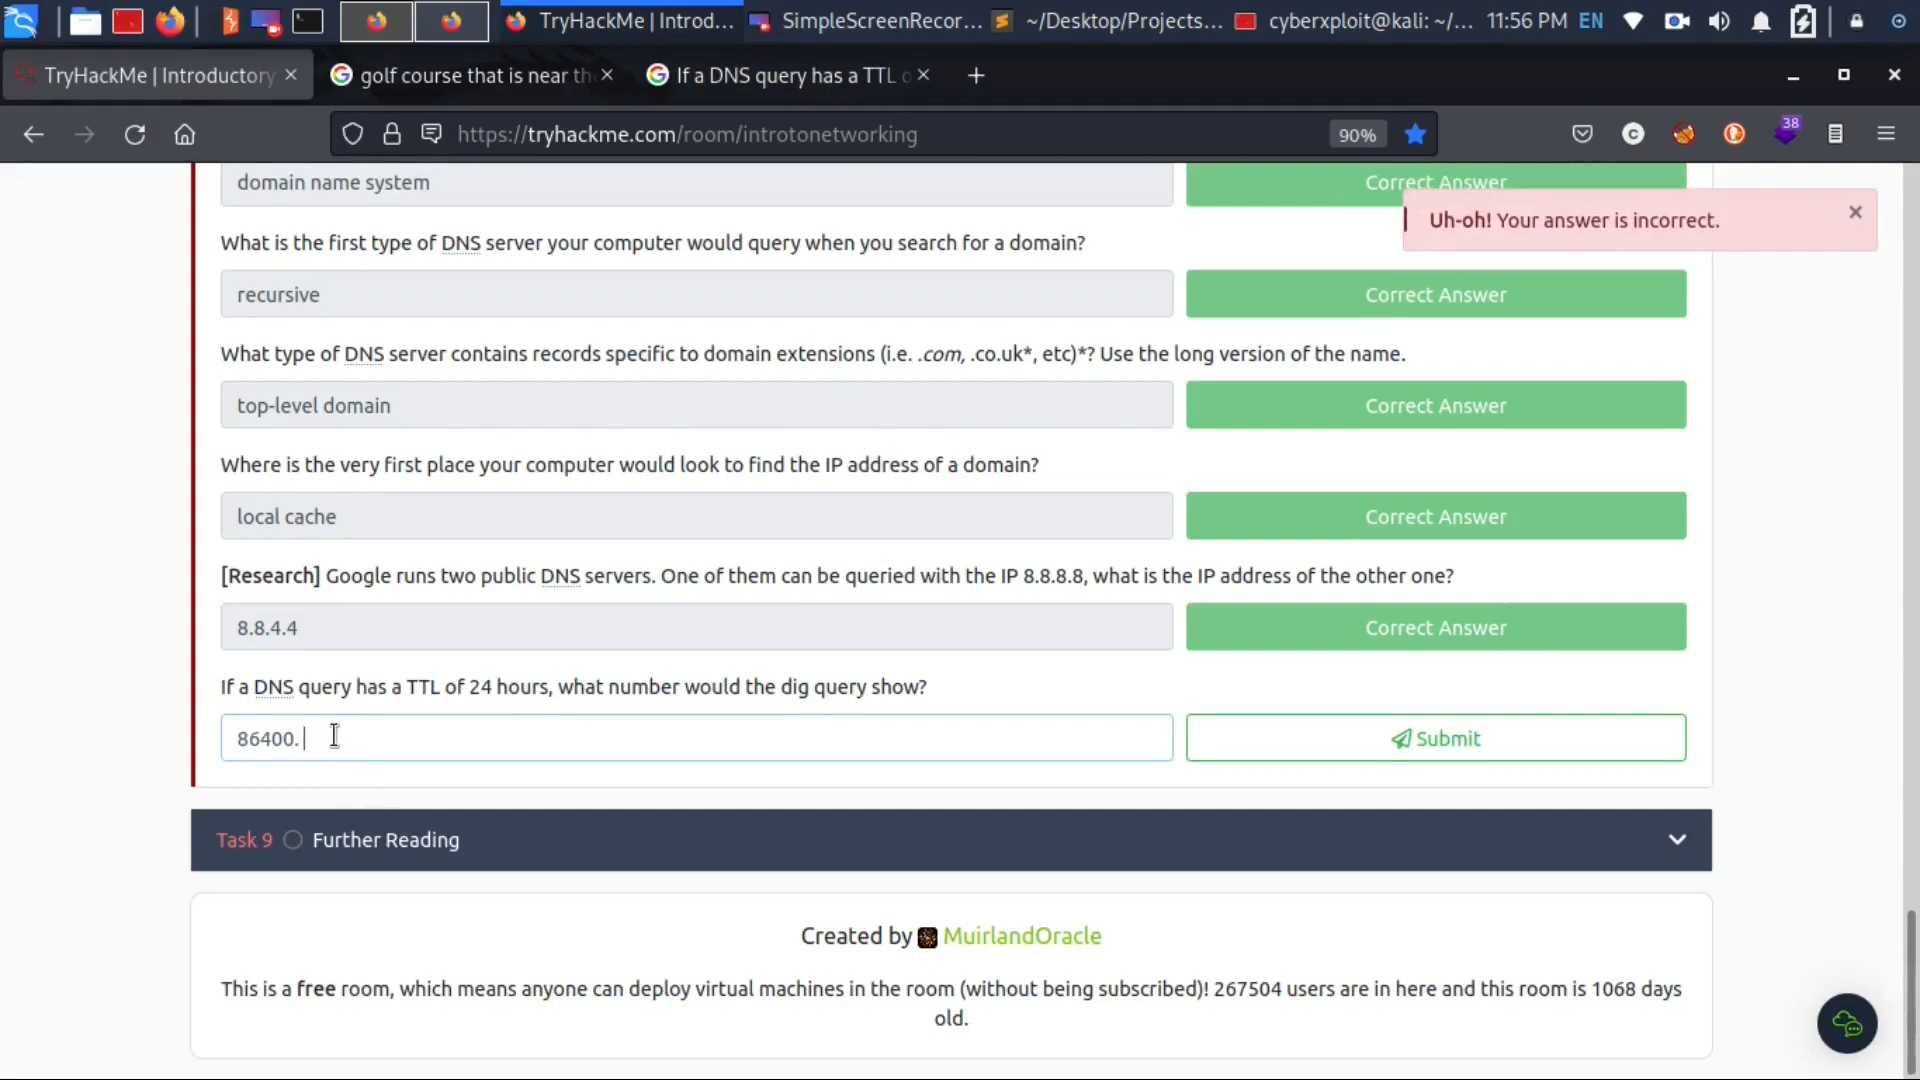 TryHackMe | Introd...
SimpleScreenRecor...
~/Desktop/Projects...
cyberxploit@kali: ~/...
11:56 PM
EN
TryHackMe | Introductory
golf course that is near th
If a DNS query has a TTL o
https://tryhackme.com/room/introtonetworking
90%
38
domain name system
Correct Answer
Uh-oh! Your answer is incorrect.
What is the first type of DNS server your computer would query when you search for a domain?
recursive
Correct Answer
What type of DNS server contains records specific to domain extensions (i.e. .com, .co.uk*, etc)*? Use the long version of the name.
top-level domain
Correct Answer
Where is the very first place your computer would look to find the IP address of a domain?
local cache
Correct Answer
[Research] Google runs two public DNS servers. One of them can be queried with the IP 8.8.8.8, what is the IP address of the other one?
8.8.4.4
Correct Answer
If a DNS query has a TTL of 24 hours, what number would the dig query show?
86400.
Submit
Task 9 Further Reading
Created by MuirlandOracle
This is a free room, which means anyone can deploy virtual machines in the room (without being subscribed)! 267504 users are in here and this room is 1068 days
old.